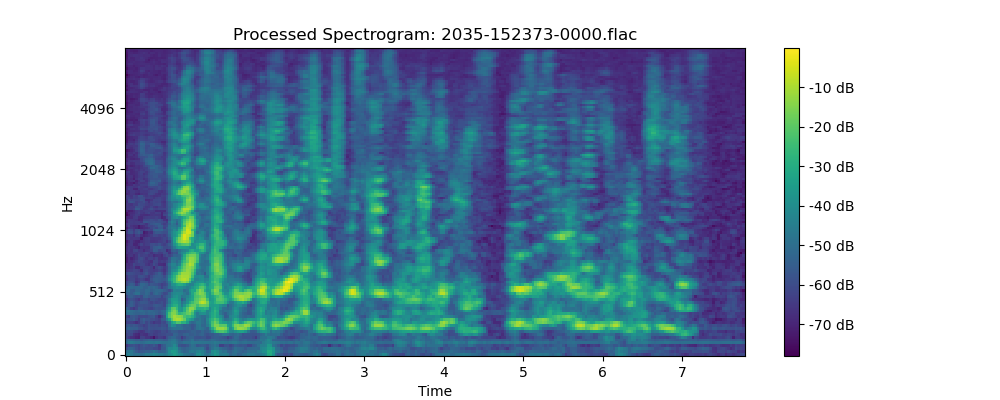 Processed Spectrogram: 2035-152373-0000.flac
Hz
4096
2048
1024
512
0
0 1 2 3 4 5 6 7
Time
-10 dB
-20 dB
-30 dB
-40 dB
-50 dB
-60 dB
-70 dB